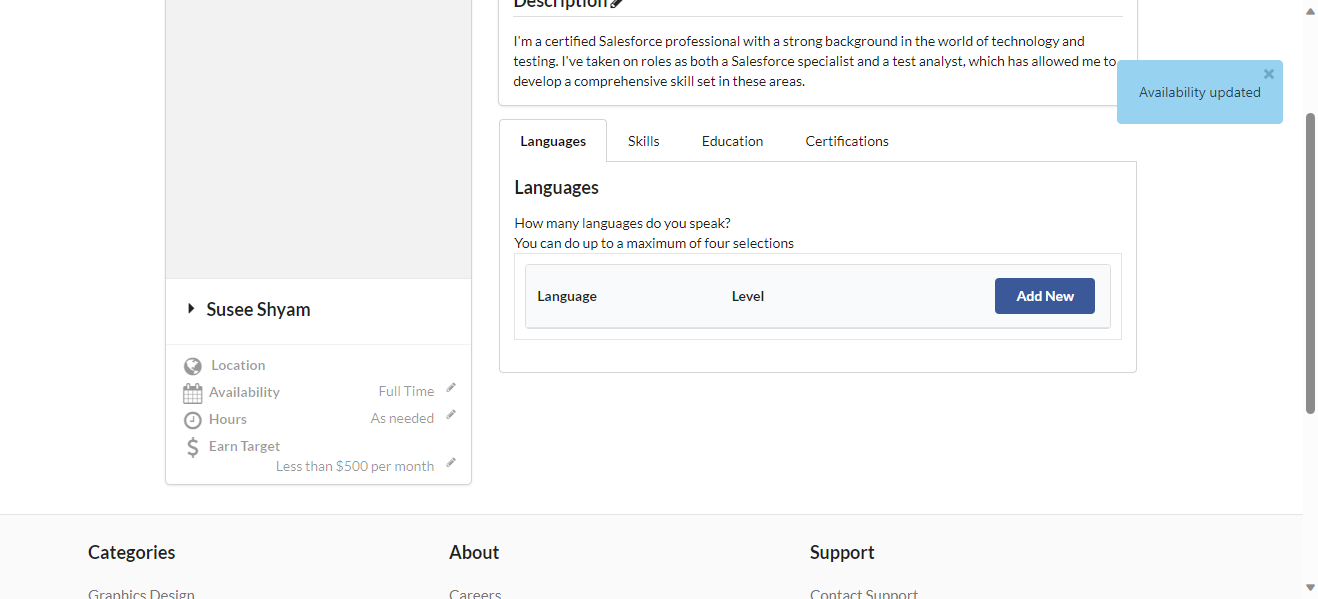 Description
I'm a certified Salesforce professional with a strong background in the world of technology and
testing. I've taken on roles as both a Salesforce specialist and a test analyst, which has allowed me to
develop a comprehensive skill set in these areas.
Availability updated
Languages Skills Education Certifications
Languages
How many languages do you speak?
You can do up to a maximum of four selections
Language Level Add New
Susee Shyam
Location
Availability Full Time
Hours As needed
Earn Target
Less than $500 per month
Categories About Support
Graphics Design Careers Contact Support